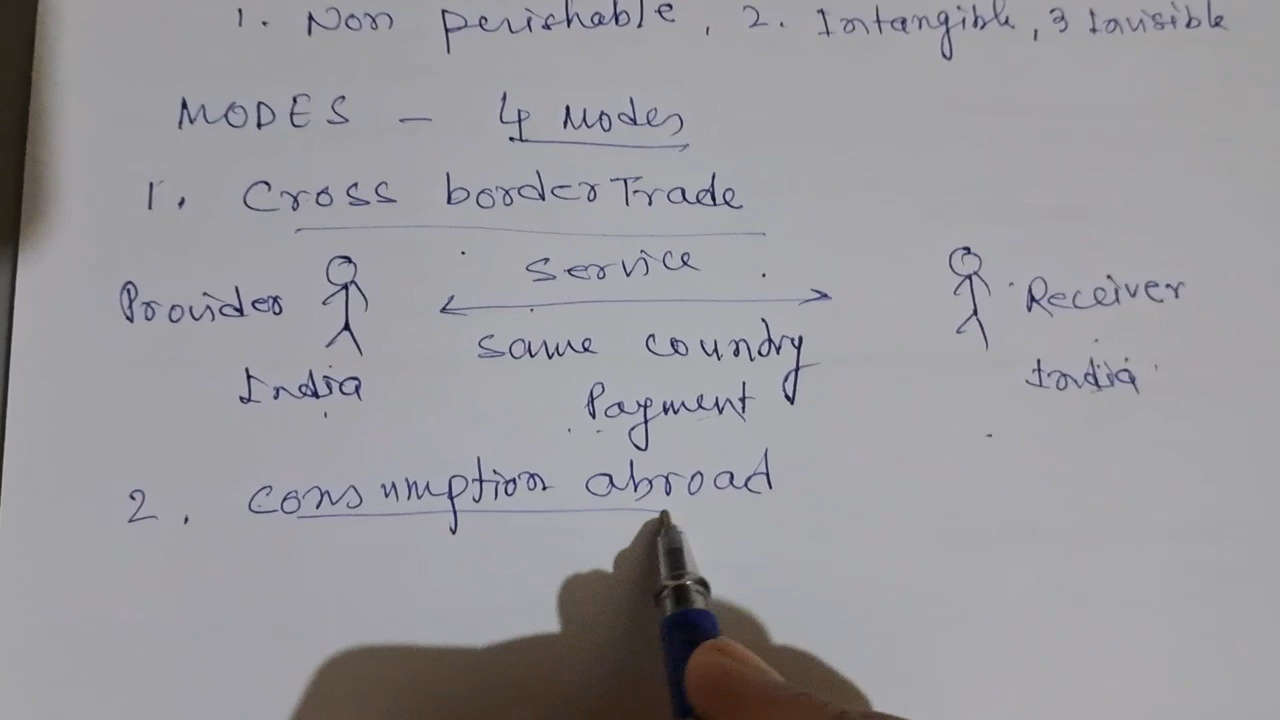 1. Non perishable, 2. Intangible, 3 Invisible
MODES - 4 Modes
1. Cross border Trade
Provider
Service
Receiver
same country
India
India
Payment
2. consumption abroad